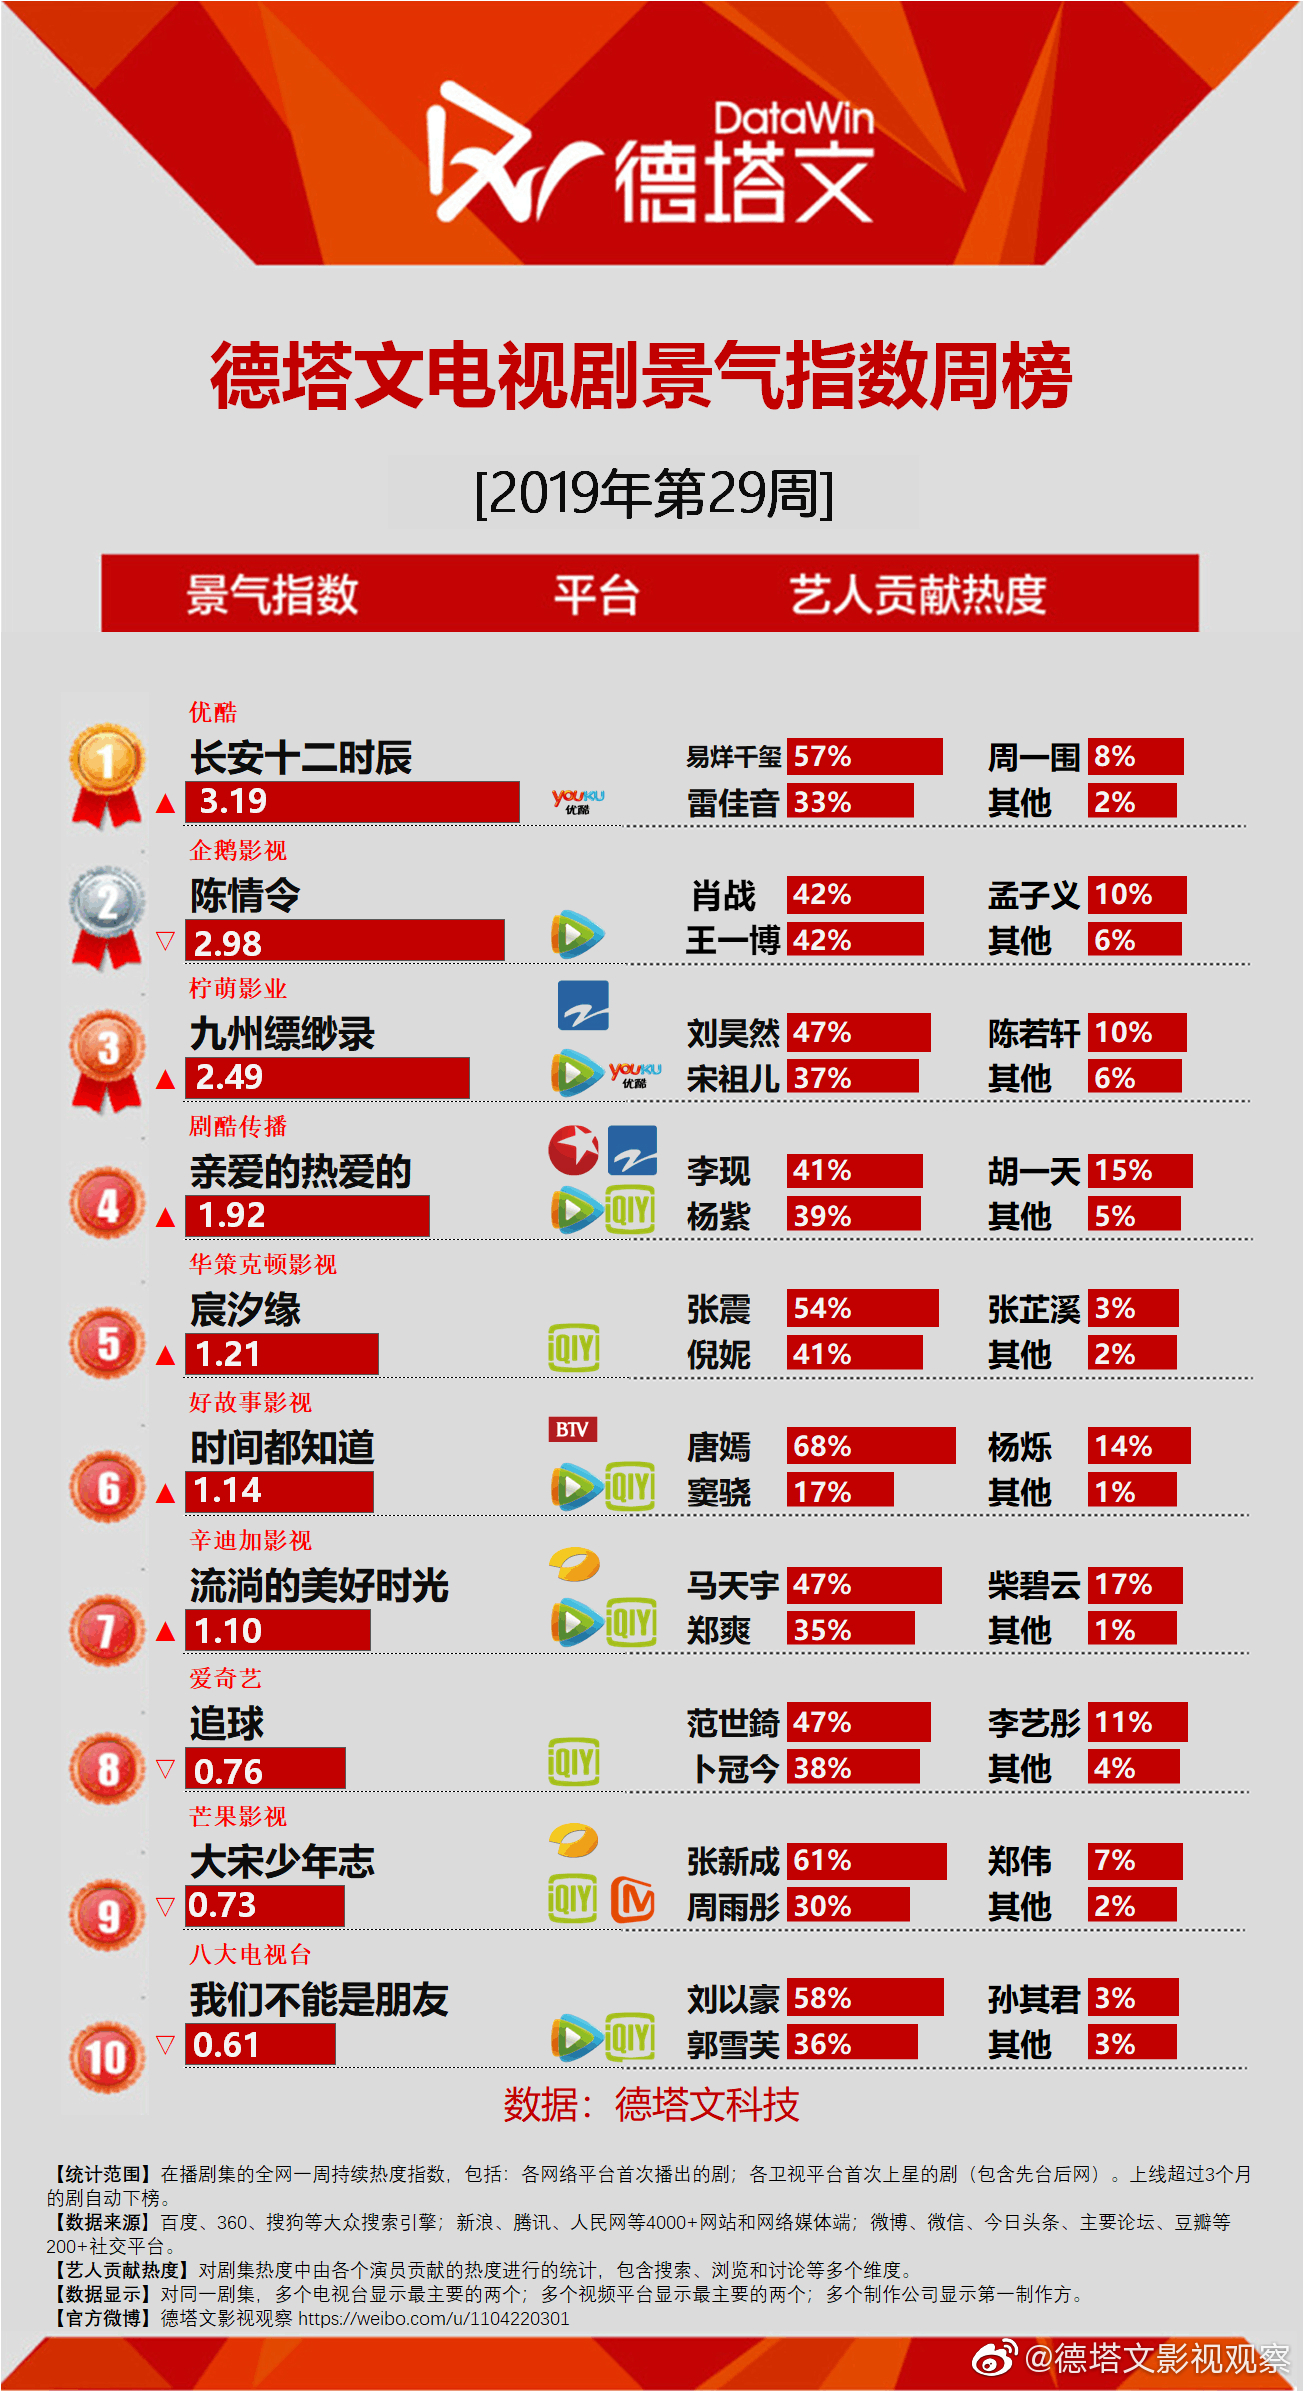 DataWin
德塔文
德塔文电视剧景气指数周榜
[2019年第29周]
景气指数 平台 艺人贡献热度
优酷
1 长安十二时辰 易烊千玺 57% 周一围 8%
▲ 3.19 YOUKU 优酷 雷佳音 33% 其他 2%
企鹅影视
2 陈情令 肖战 42% 孟子义 10%
▽ 2.98 王一博 42% 其他 6%
柠萌影业
3 九州缥缈录 刘昊然 47% 陈若轩 10%
▲ 2.49 YOUKU 优酷 宋祖儿 37% 其他 6%
剧酷传播
4 亲爱的热爱的 李现 41% 胡一天 15%
▲ 1.92 iQIYI 杨紫 39% 其他 5%
华策克顿影视
5 宸汐缘 张震 54% 张芷溪 3%
▲ 1.21 iQIYI 倪妮 41% 其他 2%
好故事影视
6 时间都知道 BTV 唐嫣 68% 杨烁 14%
▲ 1.14 iQIYI 窦骁 17% 其他 1%
辛迪加影视
7 流淌的美好时光 马天宇 47% 柴碧云 17%
▲ 1.10 iQIYI 郑爽 35% 其他 1%
爱奇艺
8 追球 范世錡 47% 李艺彤 11%
▽ 0.76 iQIYI 卜冠今 38% 其他 4%
芒果影视
9 大宋少年志 张新成 61% 郑伟 7%
▽ 0.73 iQIYI 周雨彤 30% 其他 2%
八大电视台
10 我们不能是朋友 刘以豪 58% 孙其君 3%
▽ 0.61 iQIYI 郭雪芙 36% 其他 3%
数据：德塔文科技
【统计范围】在播剧集的全网一周持续热度指数，包括：各网络平台首次播出的剧；各卫视平台首次上星的剧（包含先台后网）。上线超过3个月
的剧自动下榜。
【数据来源】百度、360、搜狗等大众搜索引擎；新浪、腾讯、人民网等4000+网站和网络媒体端；微博、微信、今日头条、主要论坛、豆瓣等
200+社交平台。
【艺人贡献热度】对剧集热度中由各个演员贡献的热度进行的统计，包含搜索、浏览和讨论等多个维度。
【数据显示】对同一剧集，多个电视台显示最主要的两个；多个视频平台显示最主要的两个；多个制作公司显示第一制作方。
【官方微博】德塔文影视观察 https://weibo.com/u/1104220301
@德塔文影视观察